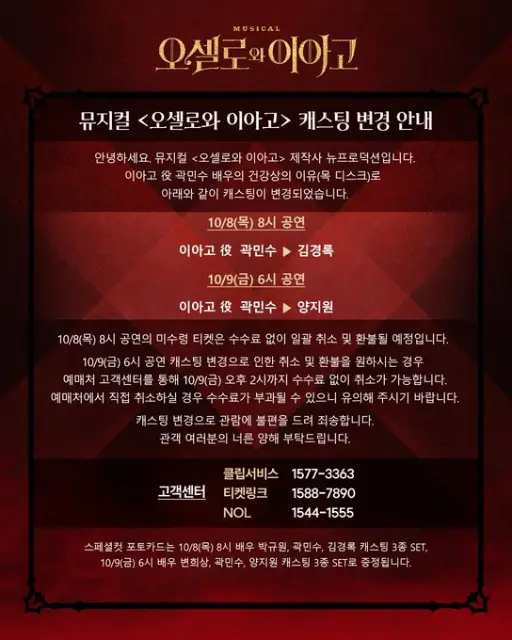 MUSICAL
오셀로와 이아고
뮤지컬 <오셀로와 이아고> 캐스팅 변경 안내
안녕하세요. 뮤지컬 <오셀로와 이아고> 제작사 뉴프로덕션입니다.
이아고 役 곽민수 배우의 건강상의 이유(목 디스크)로
아래와 같이 캐스팅이 변경되었습니다.
10/8(목) 8시 공연
이아고 役 곽민수 ▶ 김경록
10/9(금) 6시 공연
이아고 役 곽민수 ▶ 양지원
10/8(목) 8시 공연의 미수령 티켓은 수수료 없이 일괄 취소 및 환불될 예정입니다.
10/9(금) 6시 공연 캐스팅 변경으로 인한 취소 및 환불을 원하시는 경우
예매처 고객센터를 통해 10/9(금) 오후 2시까지 수수료 없이 취소가 가능합니다.
예매처에서 직접 취소하실 경우 수수료가 부과될 수 있으니 유의해 주시기 바랍니다.
캐스팅 변경으로 관람에 불편을 드려 죄송합니다.
관객 여러분의 너른 양해 부탁드립니다.
고객센터
클립서비스 1577-3363
티켓링크 1588-7890
NOL 1544-1555
스페셜컷 포토카드는 10/8(목) 8시 배우 박규원, 곽민수, 김경록 캐스팅 3종 SET,
10/9(금) 6시 배우 변희상, 곽민수, 양지원 캐스팅 3종 SET로 증정됩니다.